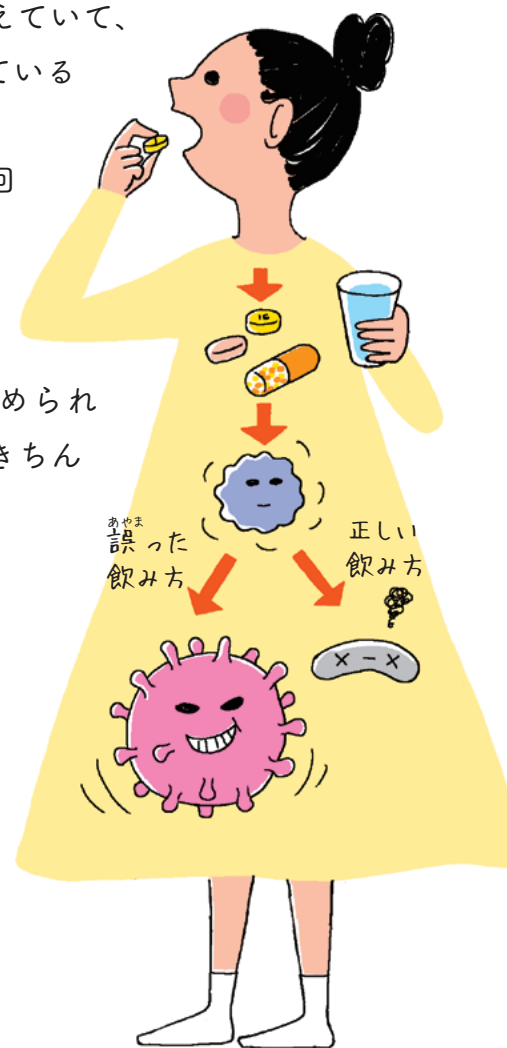 えていて、
ている
回
められ
きちん
誤った
飲み方
正しい
飲み方